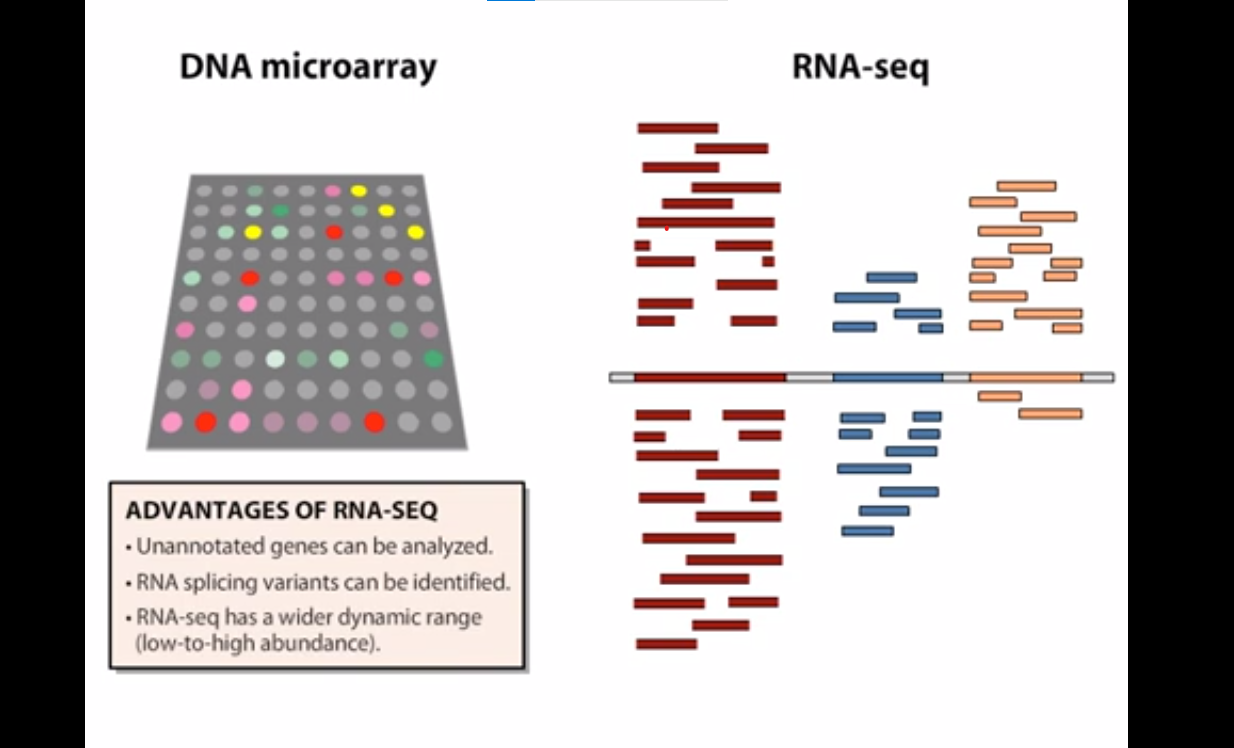 DNA microarray
RNA-seq
ADVANTAGES OF RNA-SEQ
• Unannotated genes can be analyzed.
• RNA splicing variants can be identified.
• RNA-seq has a wider dynamic range
(low-to-high abundance).